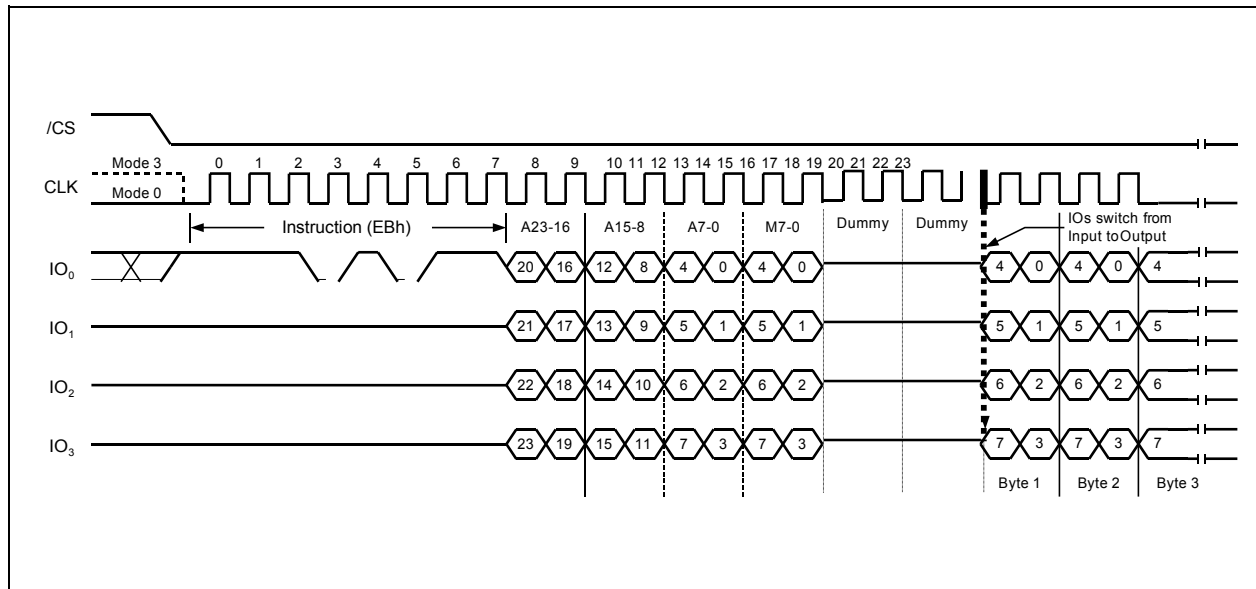 /CS
Mode 3
0 1 2 3 4 5 6 7 8 9 10 11 12 13 14 15 16 17 18 19 20 21 22 23
CLK
Mode 0
Instruction (EBh) A23-16 A15-8 A7-0 M7-0 Dummy Dummy
IOs switch from
Input to Output
IO0 20 16 12 8 4 0 4 0 4 0 4 0 4
IO1 21 17 13 9 5 1 5 1 5 1 5 1 5
IO2 22 18 14 10 6 2 6 2 6 2 6 2 6
IO3 23 19 15 11 7 3 7 3 7 3 7 3 7
Byte 1 Byte 2 Byte 3